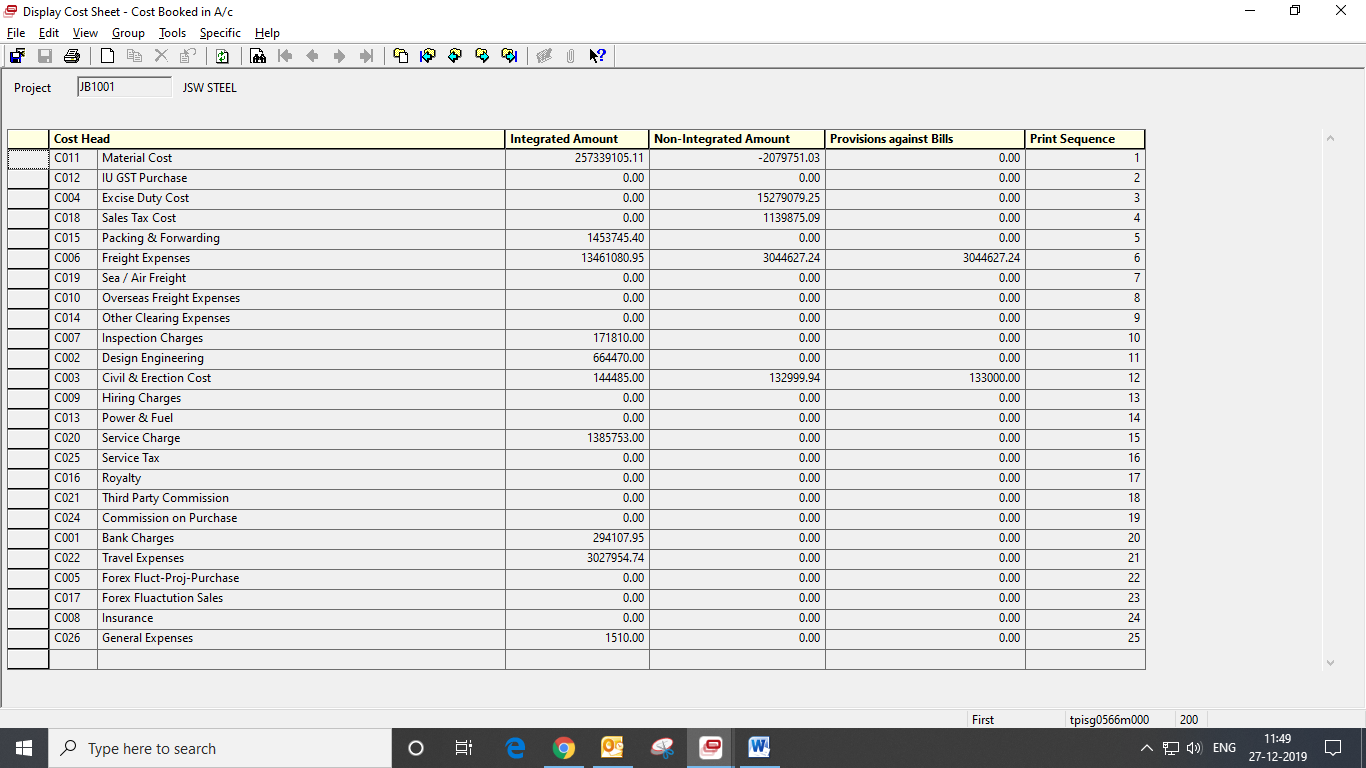 Display Cost Sheet - Cost Booked in A/c
File Edit View Group Tools Specific Help
Project JB1001 JSW STEEL
Cost Head Integrated Amount Non-Integrated Amount Provisions against Bills Print Sequence
C011 Material Cost 257339105.11 -2079751.03 0.00 1
C012 IU GST Purchase 0.00 0.00 0.00 2
C004 Excise Duty Cost 0.00 15279079.25 0.00 3
C018 Sales Tax Cost 0.00 1139875.09 0.00 4
C015 Packing & Forwarding 1453745.40 0.00 0.00 5
C006 Freight Expenses 13461080.95 3044627.24 3044627.24 6
C019 Sea / Air Freight 0.00 0.00 0.00 7
C010 Overseas Freight Expenses 0.00 0.00 0.00 8
C014 Other Clearing Expenses 0.00 0.00 0.00 9
C007 Inspection Charges 171810.00 0.00 0.00 10
C002 Design Engineering 664470.00 0.00 0.00 11
C003 Civil & Erection Cost 144485.00 132999.94 133000.00 12
C009 Hiring Charges 0.00 0.00 0.00 13
C013 Power & Fuel 0.00 0.00 0.00 14
C020 Service Charge 1385753.00 0.00 0.00 15
C025 Service Tax 0.00 0.00 0.00 16
C016 Royalty 0.00 0.00 0.00 17
C021 Third Party Commission 0.00 0.00 0.00 18
C024 Commission on Purchase 0.00 0.00 0.00 19
C001 Bank Charges 294107.95 0.00 0.00 20
C022 Travel Expenses 3027954.74 0.00 0.00 21
C005 Forex Fluct-Proj-Purchase 0.00 0.00 0.00 22
C017 Forex Fluactution Sales 0.00 0.00 0.00 23
C008 Insurance 0.00 0.00 0.00 24
C026 General Expenses 1510.00 0.00 0.00 25
First tpisg0566m000 200
Type here to search
ENG
11:49
27-12-2019